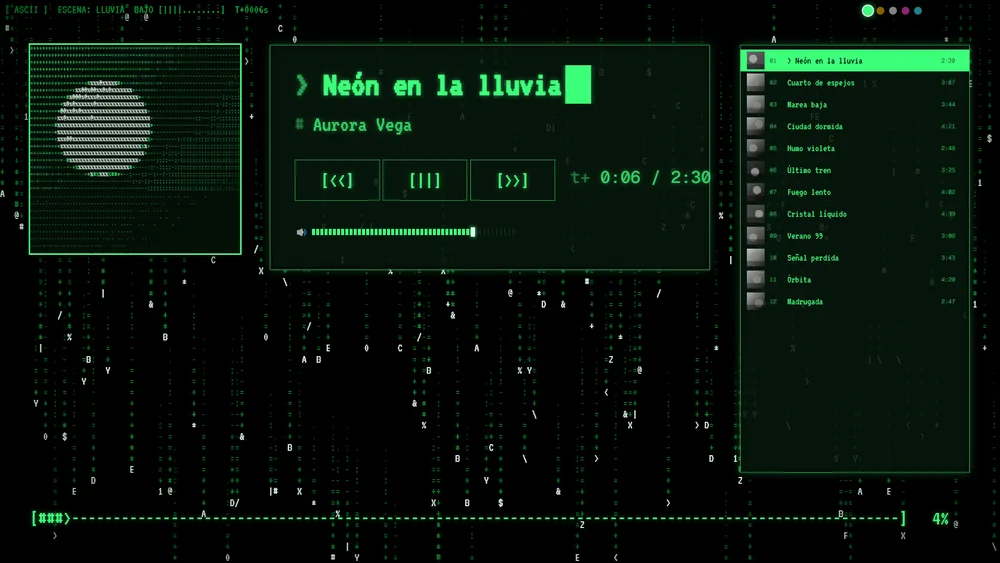 [ ASCII ] ESCENA: LLUVIA BAJO [||||........:] T+0006s
> Neón en la lluvia
# Aurora Vega
[<<] [||] [>>] t+ 0:06 / 2:30
01 > Neón en la lluvia 2:30
02 Cuarto de espejos 3:07
03 Marea baja 3:44
04 Ciudad dormida 4:21
05 Humo violeta 2:48
06 Último tren 3:25
07 Fuego lento 4:02
08 Cristal líquido 4:39
09 Verano 99 3:06
10 Señal perdida 3:43
11 Órbita 4:20
12 Madrugada 2:47
[###>--------------------] 4%